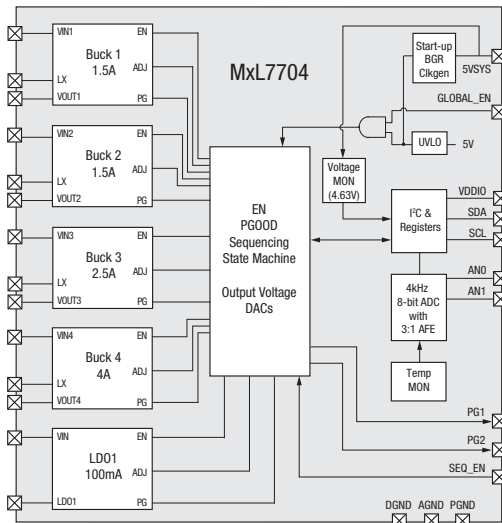 MxL7704
VIN1
Buck 1
1.5A
EN
ADJ
LX
VOUT1
PG
VIN2
Buck 2
1.5A
EN
ADJ
LX
VOUT2
PG
VIN3
Buck 3
2.5A
EN
ADJ
LX
VOUT3
PG
VIN4
Buck 4
4A
EN
ADJ
LX
VOUT4
PG
VIN
LDO1
100mA
EN
ADJ
LDO1
PG
EN
PGOOD
Sequencing
State Machine
Output Voltage
DACs
Start-up
BGR
Clkgen
5VSYS
GLOBAL_EN
UVLO
5V
Voltage
MON
(4.63V)
I²C &
Registers
VDDIO
SDA
SCL
4kHz
8-bit ADC
with
3:1 AFE
AN0
AN1
Temp
MON
PG1
PG2
SEQ_EN
DGND
AGND
PGND